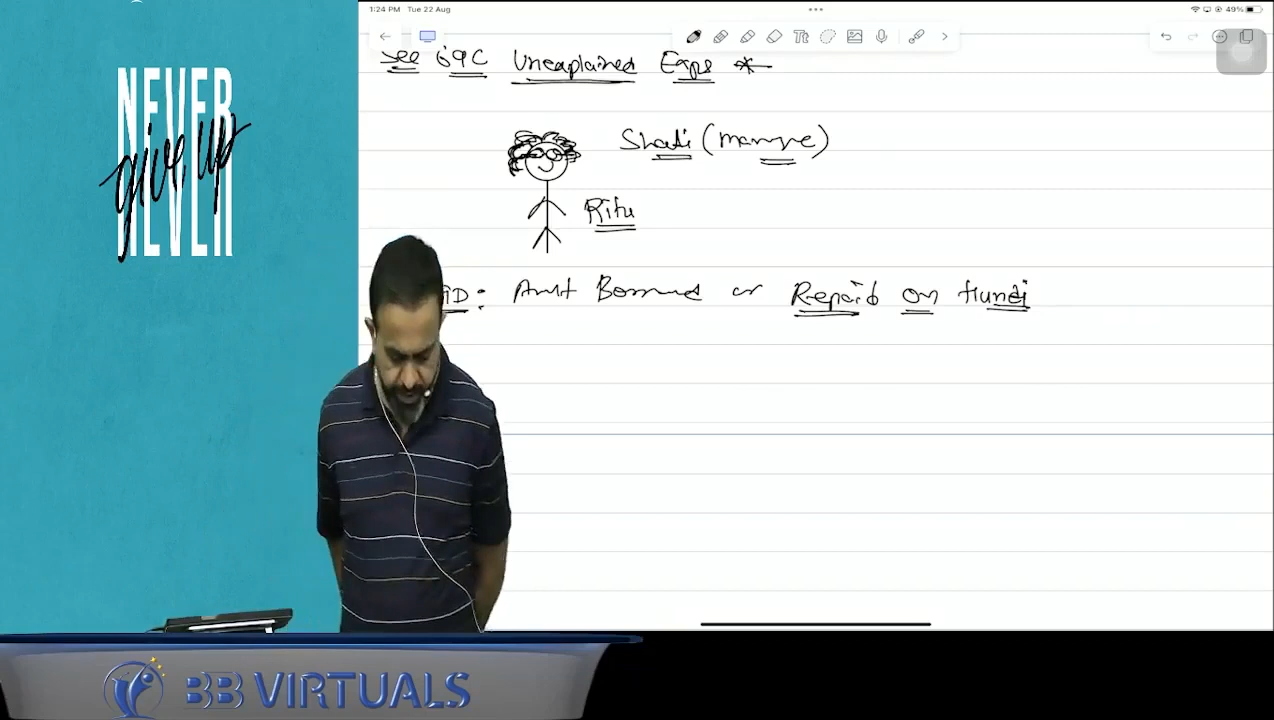 NEVER
give up
NEVER
1:24 PM Tue 22 Aug
49%
Tt
See 69C Unexplained Exps *
Shadi (Marriage)
Ritu
D: Amt Borrowed or Repaid on Hundi
BB VIRTUALS